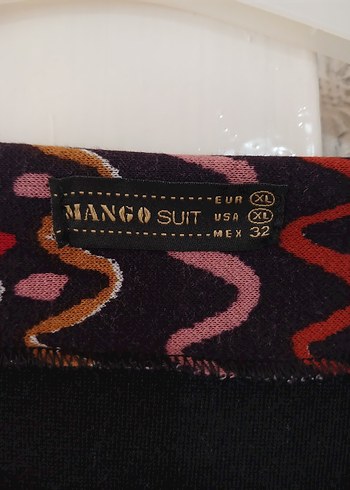 EUR XL
MANGO SUIT USA XL
MEX 32